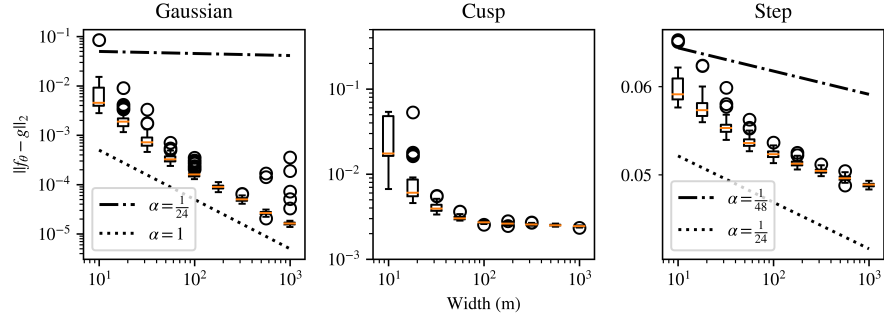 Gaussian
Cusp
Step
‖f_θ − g‖₂
10⁻¹
10⁻²
10⁻³
10⁻⁴
10⁻⁵
α = 1/24
α = 1
10¹
10²
10³
10⁻¹
10⁻²
10⁻³
10¹
10²
10³
0.06
0.05
α = 1/48
α = 1/24
10¹
10²
10³
Width (m)